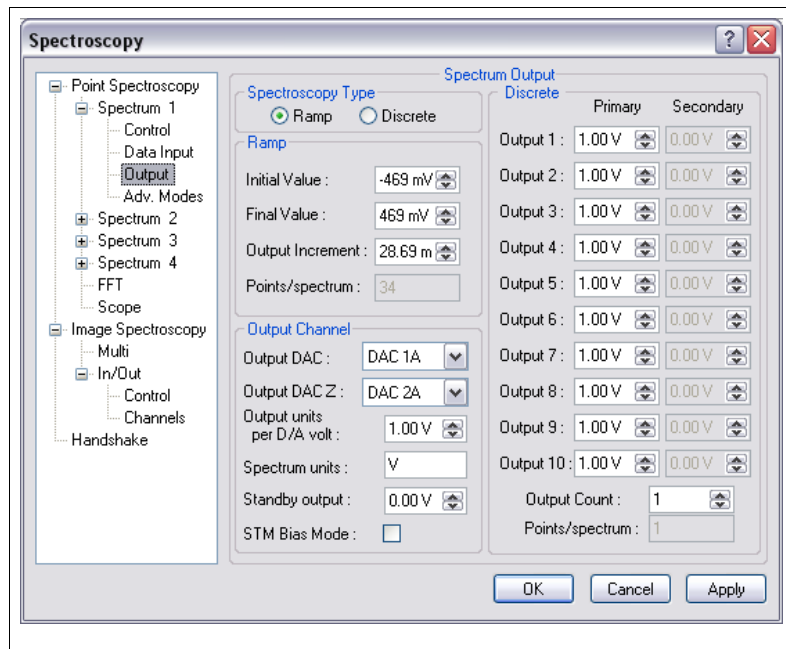 Spectroscopy
Point Spectroscopy
Spectrum 1
Control
Data Input
Output
Adv. Modes
Spectrum 2
Spectrum 3
Spectrum 4
FFT
Scope
Image Spectroscopy
Multi
In/Out
Control
Channels
Handshake
Spectrum Output
Spectroscopy Type
Ramp Discrete
Ramp
Initial Value : -469 mV
Final Value : 469 mV
Output Increment : 28.69 m
Points/spectrum : 34
Output Channel
Output DAC : DAC 1A
Output DAC Z : DAC 2A
Output units
per D/A volt : 1.00 V
Spectrum units : V
Standby output : 0.00 V
STM Bias Mode :
Discrete
Primary Secondary
Output 1 : 1.00 V 0.00 V
Output 2 : 1.00 V 0.00 V
Output 3 : 1.00 V 0.00 V
Output 4 : 1.00 V 0.00 V
Output 5 : 1.00 V 0.00 V
Output 6 : 1.00 V 0.00 V
Output 7 : 1.00 V 0.00 V
Output 8 : 1.00 V 0.00 V
Output 9 : 1.00 V 0.00 V
Output 10 : 1.00 V 0.00 V
Output Count : 1
Points/spectrum : 1
OK Cancel Apply